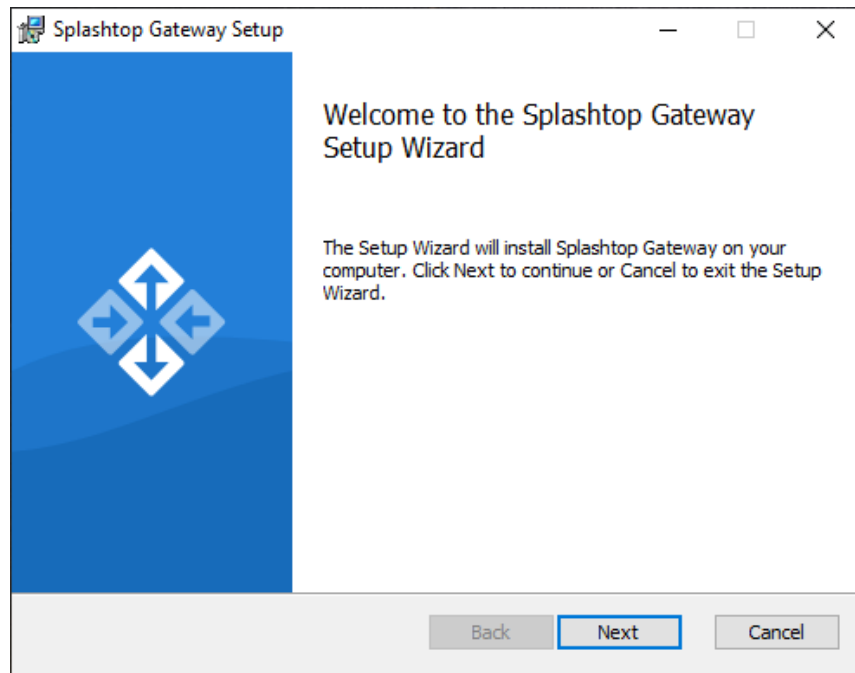 Splashtop Gateway Setup
Welcome to the Splashtop Gateway
Setup Wizard
The Setup Wizard will install Splashtop Gateway on your
computer. Click Next to continue or Cancel to exit the Setup
Wizard.
Back
Next
Cancel